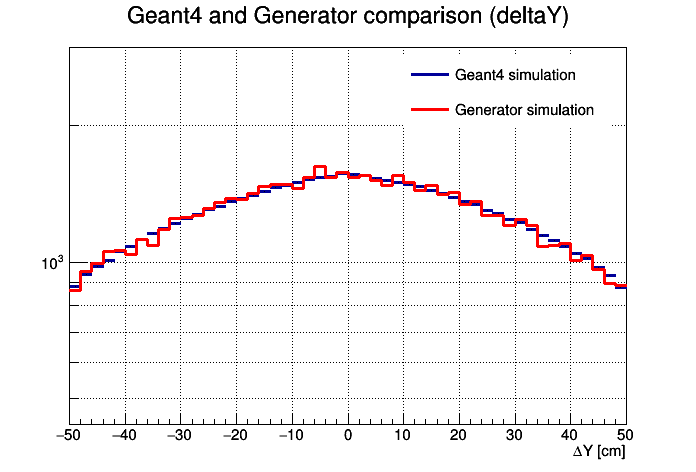 Geant4 and Generator comparison (deltaY)
Geant4 simulation
Generator simulation
10³
−50 −40 −30 −20 −10 0 10 20 30 40 50
ΔY [cm]